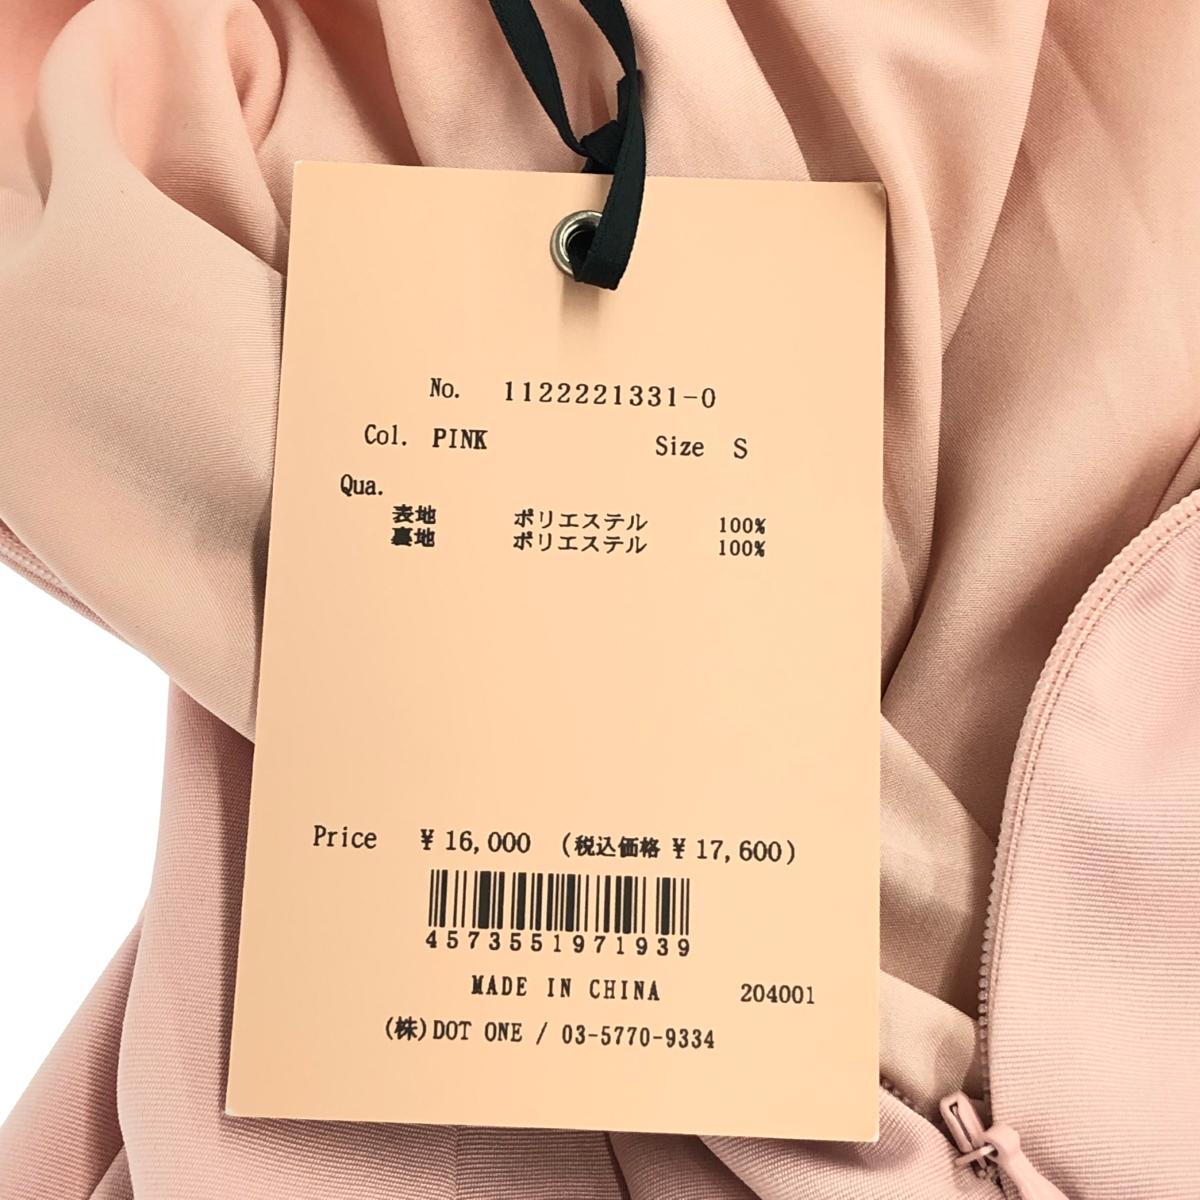 No. 1122221331-0
Col. PINK Size S
Qua.
表地 ポリエステル 100%
裏地 ポリエステル 100%
Price ¥16,000 (税込価格 ¥17,600)
4573551971939
MADE IN CHINA 204001
(株)DOT ONE / 03-5770-9334